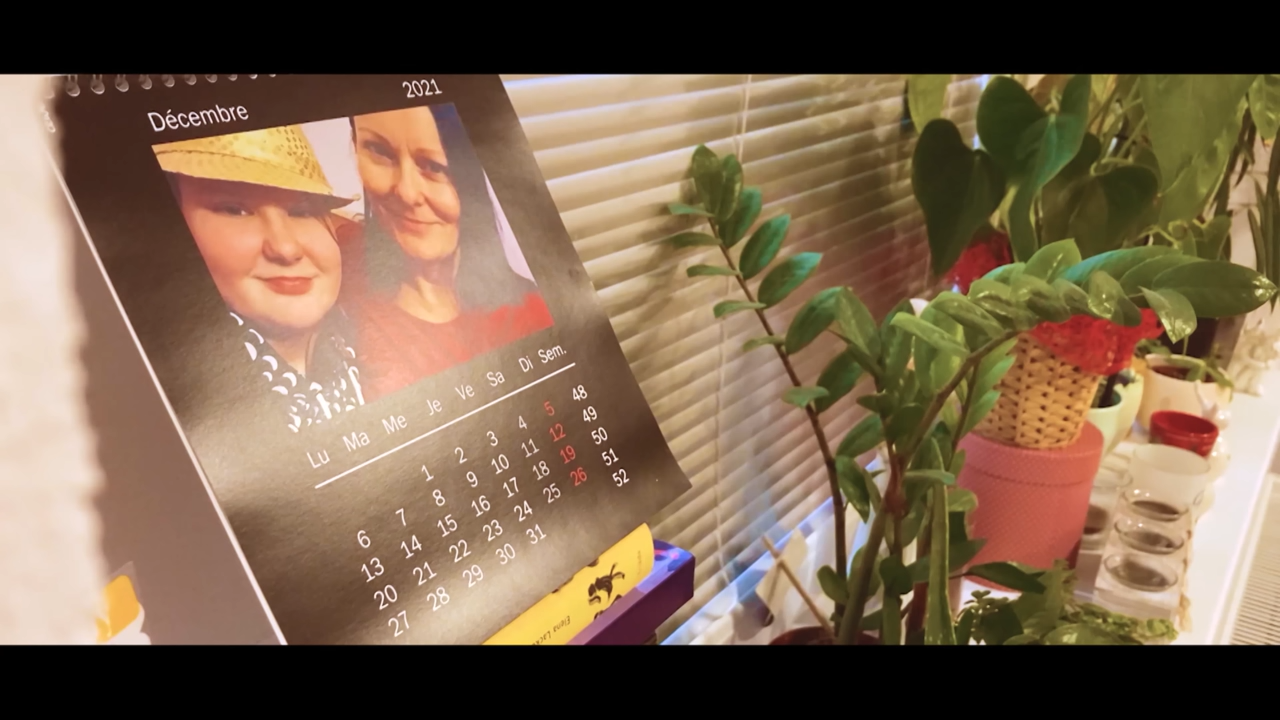 Décembre 2021
Lu Ma Me Je Ve Sa Di Sem.
1 2 3 4 5 48
6 7 8 9 10 11 12 49
13 14 15 16 17 18 19 50
20 21 22 23 24 25 26 51
27 28 29 30 31 52
Elena